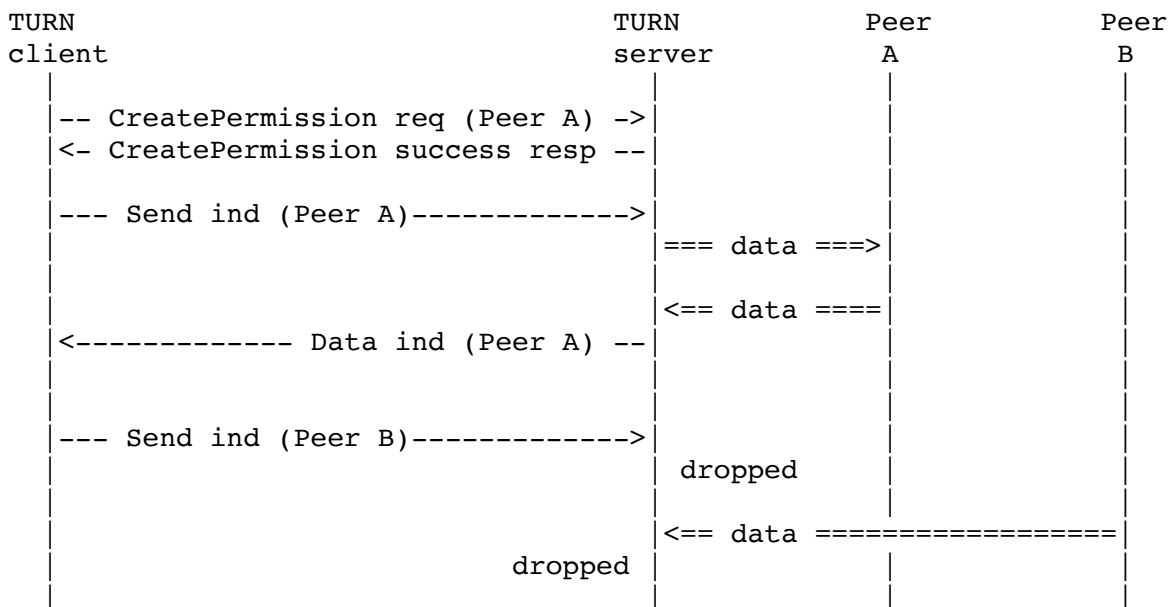 TURN                                 TURN           Peer          Peer
client                               server          A             B
  |                                    |             |             |
  |-- CreatePermission req (Peer A) ->|             |             |
  |<- CreatePermission success resp --|             |             |
  |                                    |             |             |
  |--- Send ind (Peer A)------------->|             |             |
  |                                    |=== data ===>|             |
  |                                    |             |             |
  |                                    |<== data ====|             |
  |<------------- Data ind (Peer A) --|             |             |
  |                                    |             |             |
  |                                    |             |             |
  |--- Send ind (Peer B)------------->|             |             |
  |                                    | dropped     |             |
  |                                    |             |             |
  |                                    |<== data ==================|
  |                            dropped |             |             |
  |                                    |             |             |